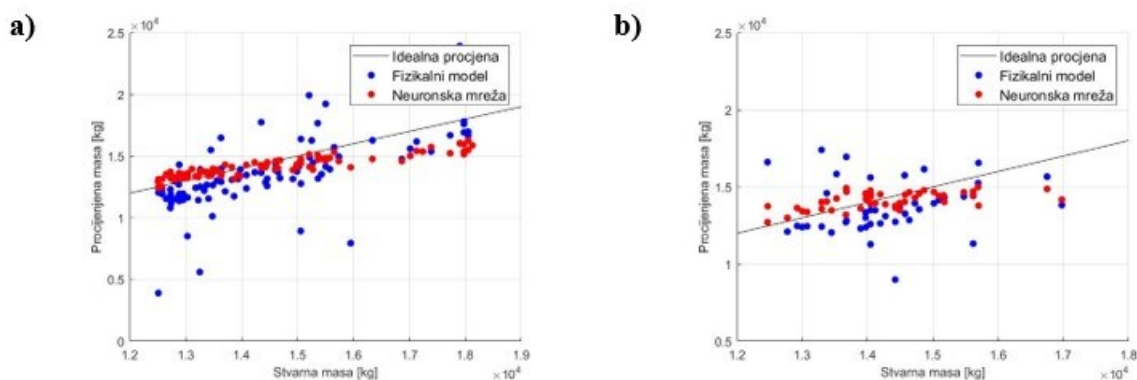 a)
×10⁴
2.5
2
1.5
1
0.5
0
Procijenjena masa [kg]
Idealna procjena
Fizikalni model
Neuronska mreža
1.2 1.3 1.4 1.5 1.6 1.7 1.8 1.9
Stvarna masa [kg]
×10⁴
b)
×10⁴
2.5
2
1.5
1
0.5
Procijenjena masa [kg]
Idealna procjena
Fizikalni model
Neuronska mreža
1.2 1.3 1.4 1.5 1.6 1.7 1.8
Stvarna masa [kg]
×10⁴